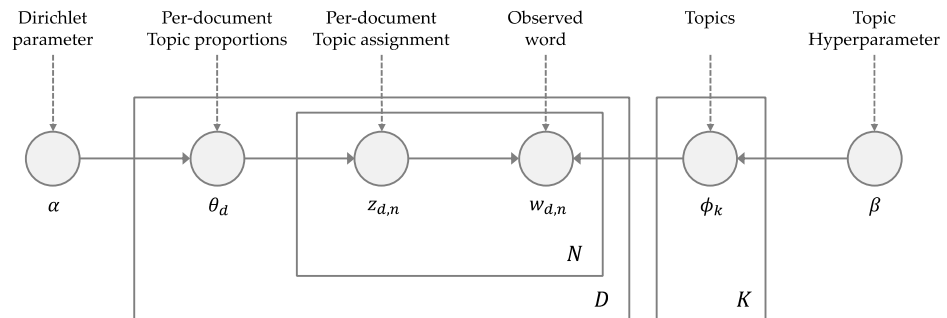 Dirichlet
parameter
Per-document
Topic proportions
Per-document
Topic assignment
Observed
word
Topics
Topic
Hyperparameter
α
θ_d
z_{d,n}
w_{d,n}
ϕ_k
β
N
D
K